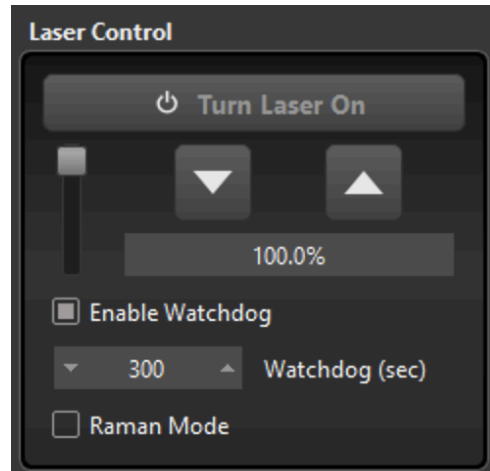 Laser Control
Turn Laser On
100.0%
Enable Watchdog
300 Watchdog (sec)
Raman Mode